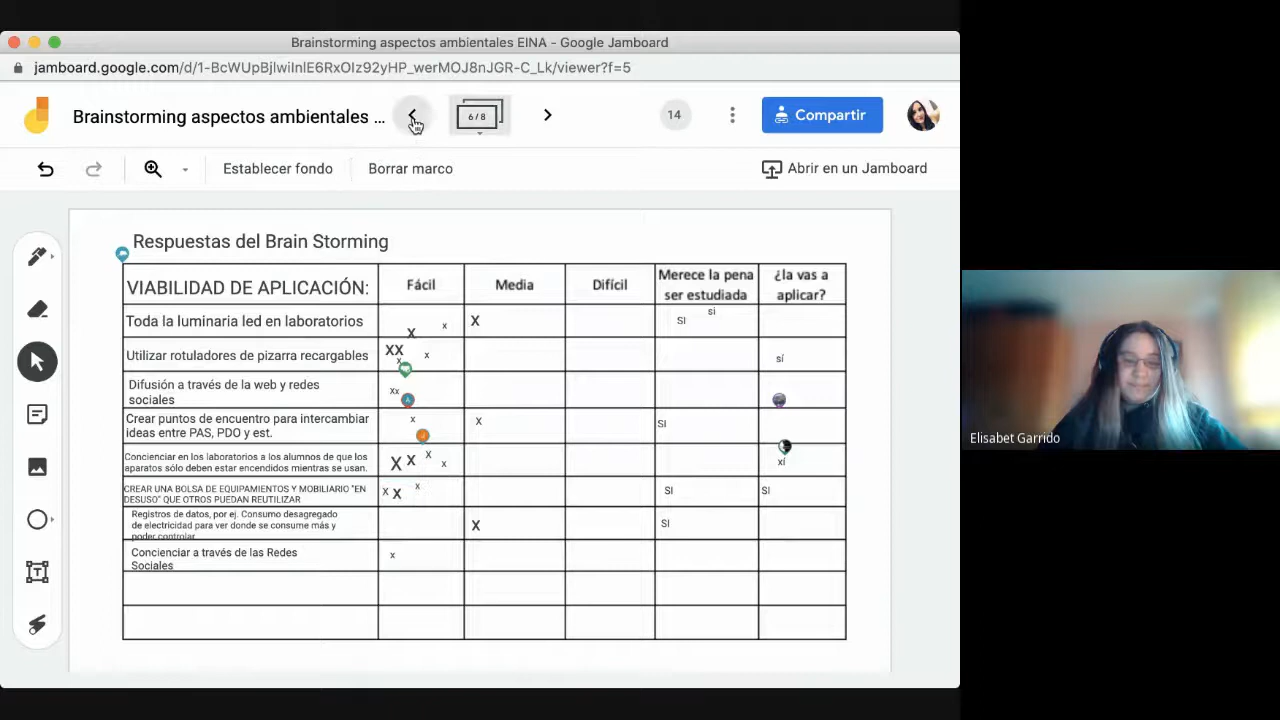 Brainstorming aspectos ambientales EINA - Google Jamboard
jamboard.google.com/d/1-BcWUpBjlwiInlE6RxOIz92yHP_werMOJ8nJGR-C_Lk/viewer?f=5
Brainstorming aspectos ambientales ...
6 / 8
14
Compartir
Establecer fondo
Borrar marco
Abrir en un Jamboard
Respuestas del Brain Storming
VIABILIDAD DE APLICACIÓN:
Fácil
Media
Difícil
Merece la pena
ser estudiada
¿la vas a
aplicar?
Toda la luminaria led en laboratorios
X
x
X
SI
si
Utilizar rotuladores de pizarra recargables
XX
x
x
sí
Difusión a través de la web y redes
sociales
Xx
Crear puntos de encuentro para intercambiar
ideas entre PAS, PDO y est.
x
X
SI
Concienciar en los laboratorios a los alumnos de que los
aparatos sólo deben estar encendidos mientras se usan.
X
X
x
x
xí
CREAR UNA BOLSA DE EQUIPAMIENTOS Y MOBILIARIO "EN
DESUSO" QUE OTROS PUEDAN REUTILIZAR
X
X
x
SI
SI
Registros de datos, por ej. Consumo desagregado
de electricidad para ver donde se consume más y
poder controlar
X
SI
Concienciar a través de las Redes
Sociales
x
Elisabet Garrido